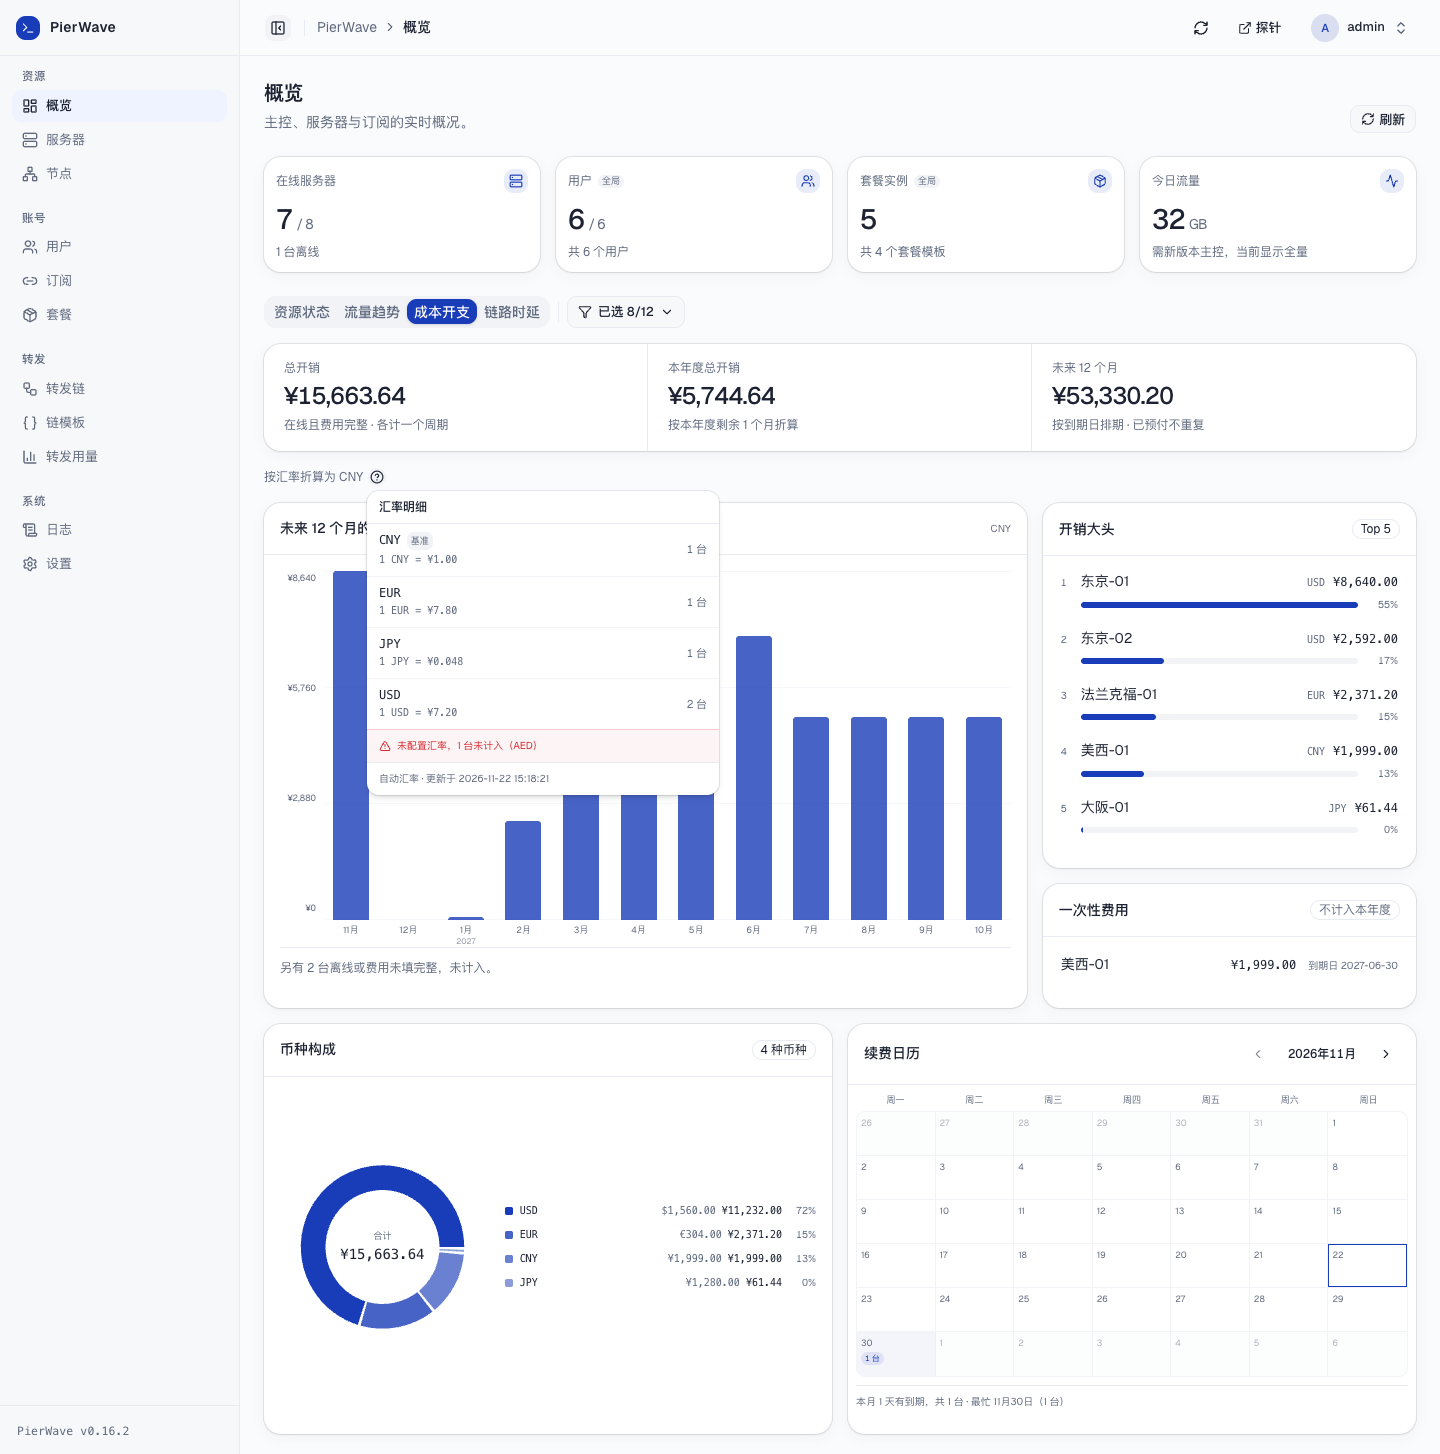 PierWave
资源
概览
服务器
节点
账号
用户
订阅
套餐
转发
转发链
链模板
转发用量
系统
日志
设置
PierWave v0.16.2
PierWave > 概览
探针
A admin
概览
主控、服务器与订阅的实时概况。
刷新
在线服务器
7 / 8
1 台离线
用户 全局
6 / 6
共 6 个用户
套餐实例 全局
5
共 4 个套餐模板
今日流量
32 GB
需新版本主控，当前显示全量
资源状态 流量趋势 成本开支 链路时延
已选 8/12
总开销
¥15,663.64
在线且费用完整 · 各计一个周期
本年度总开销
¥5,744.64
按本年度剩余 1 个月折算
未来 12 个月
¥53,330.20
按到期日排期 · 已预付不重复
按汇率折算为 CNY
汇率明细
CNY 基准
1 CNY = ¥1.00
1 台
EUR
1 EUR = ¥7.80
1 台
JPY
1 JPY = ¥0.048
1 台
USD
1 USD = ¥7.20
2 台
未配置汇率，1 台未计入（AED）
自动汇率 · 更新于 2026-11-22 15:18:21
未来 12 个月的
CNY
¥8,640
¥5,760
¥2,880
¥0
11月 12月 1月 2月 3月 4月 5月 6月 7月 8月 9月 10月
2027
另有 2 台离线或费用未填完整，未计入。
开销大头
Top 5
1 东京-01 USD ¥8,640.00
55%
2 东京-02 USD ¥2,592.00
17%
3 法兰克福-01 EUR ¥2,371.20
15%
4 美西-01 CNY ¥1,999.00
13%
5 大阪-01 JPY ¥61.44
0%
一次性费用
不计入本年度
美西-01 ¥1,999.00 到期日 2027-06-30
币种构成
4 种币种
合计
¥15,663.64
USD $1,560.00 ¥11,232.00 72%
EUR €304.00 ¥2,371.20 15%
CNY ¥1,999.00 ¥1,999.00 13%
JPY ¥1,280.00 ¥61.44 0%
续费日历
2026年11月
周一 周二 周三 周四 周五 周六 周日
26 27 28 29 30 31 1
2 3 4 5 6 7 8
9 10 11 12 13 14 15
16 17 18 19 20 21 22
23 24 25 26 27 28 29
30 1 2 3 4 5 6
1 台
本月 1 天有到期，共 1 台 · 最忙 11月30日（1 台）